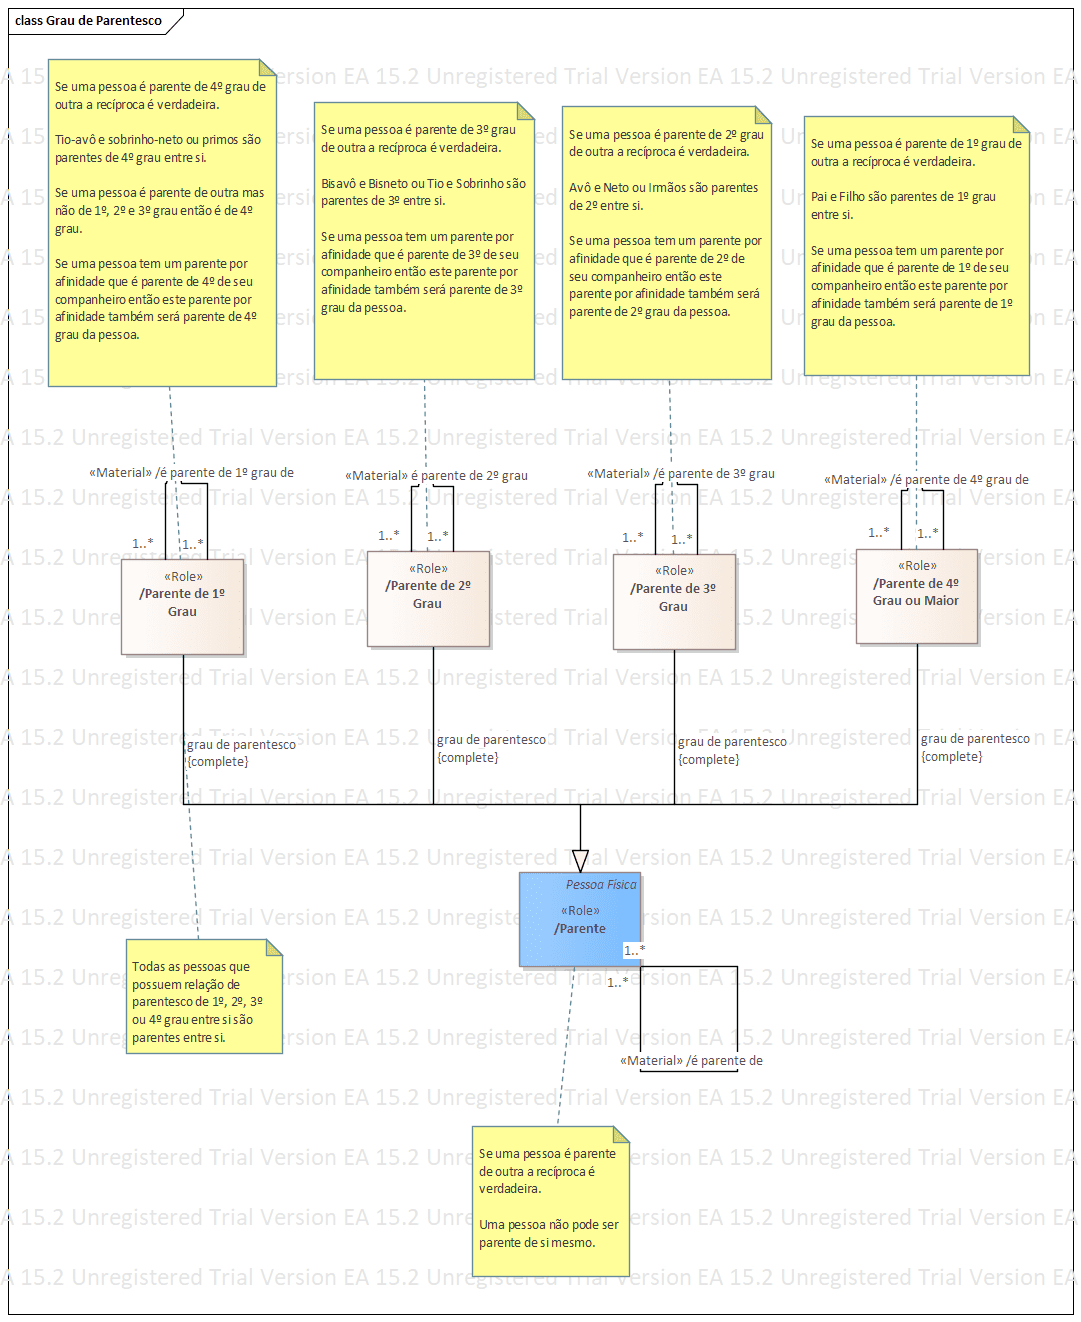 class Grau de Parentesco
Se uma pessoa é parente de 4º grau de
outra a recíproca é verdadeira.
Tio-avô e sobrinho-neto ou primos são
parentes de 4º grau entre si.
Se uma pessoa é parente de outra mas
não de 1º, 2º e 3º grau então é de 4º
grau.
Se uma pessoa tem um parente por
afinidade que é parente de 4º de seu
companheiro então este parente por
afinidade também será parente de 4º
grau da pessoa.
Se uma pessoa é parente de 3º grau
de outra a recíproca é verdadeira.
Bisavô e Bisneto ou Tio e Sobrinho são
parentes de 3º entre si.
Se uma pessoa tem um parente por
afinidade que é parente de 3º de seu
companheiro então este parente por
afinidade também será parente de 3º
grau da pessoa.
Se uma pessoa é parente de 2º grau
de outra a recíproca é verdadeira.
Avô e Neto ou Irmãos são parentes
de 2º entre si.
Se uma pessoa tem um parente por
afinidade que é parente de 2º de
seu companheiro então este
parente por afinidade também será
parente de 2º grau da pessoa.
Se uma pessoa é parente de 1º grau de
outra a recíproca é verdadeira.
Pai e Filho são parentes de 1º grau
entre si.
Se uma pessoa tem um parente por
afinidade que é parente de 1º de seu
companheiro então este parente por
afinidade também será parente de 1º
grau da pessoa.
«Material» /é parente de 1º grau de
1..*
1..*
«Role»
/Parente de 1º
Grau
«Material» é parente de 2º grau
1..*
1..*
«Role»
/Parente de 2º
Grau
«Material» /é parente de 3º grau
1..*
1..*
«Role»
/Parente de 3º
Grau
«Material» /é parente de 4º grau de
1..*
1..*
«Role»
/Parente de 4º
Grau ou Maior
grau de parentesco
{complete}
grau de parentesco
{complete}
grau de parentesco
{complete}
grau de parentesco
{complete}
Pessoa Física
«Role»
/Parente
1..*
1..*
«Material» /é parente de
Todas as pessoas que
possuem relação de
parentesco de 1º, 2º, 3º
ou 4º grau entre si são
parentes entre si.
Se uma pessoa é parente
de outra a recíproca é
verdadeira.
Uma pessoa não pode ser
parente de si mesmo.
EA 15.2 Unregistered Trial Version